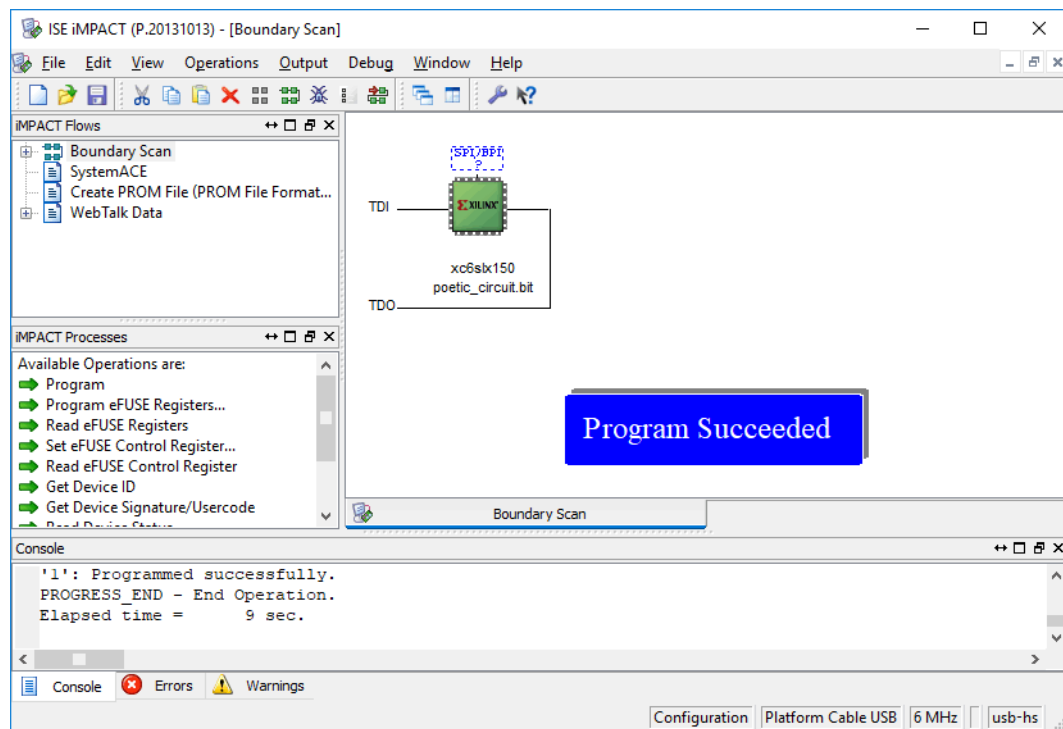 ISE iMPACT (P.20131013) - [Boundary Scan]
File Edit View Operations Output Debug Window Help
iMPACT Flows
Boundary Scan
SystemACE
Create PROM File (PROM File Format...
WebTalk Data
SPI/BPI
?
TDI
XILINX
xc6slx150
poetic_circuit.bit
TDO
iMPACT Processes
Available Operations are:
Program
Program eFUSE Registers...
Read eFUSE Registers
Set eFUSE Control Register...
Read eFUSE Control Register
Get Device ID
Get Device Signature/Usercode
Read Device Status
Program Succeeded
Boundary Scan
Console
'1': Programmed successfully.
PROGRESS_END - End Operation.
Elapsed time = 9 sec.
Console Errors Warnings
Configuration Platform Cable USB 6 MHz usb-hs